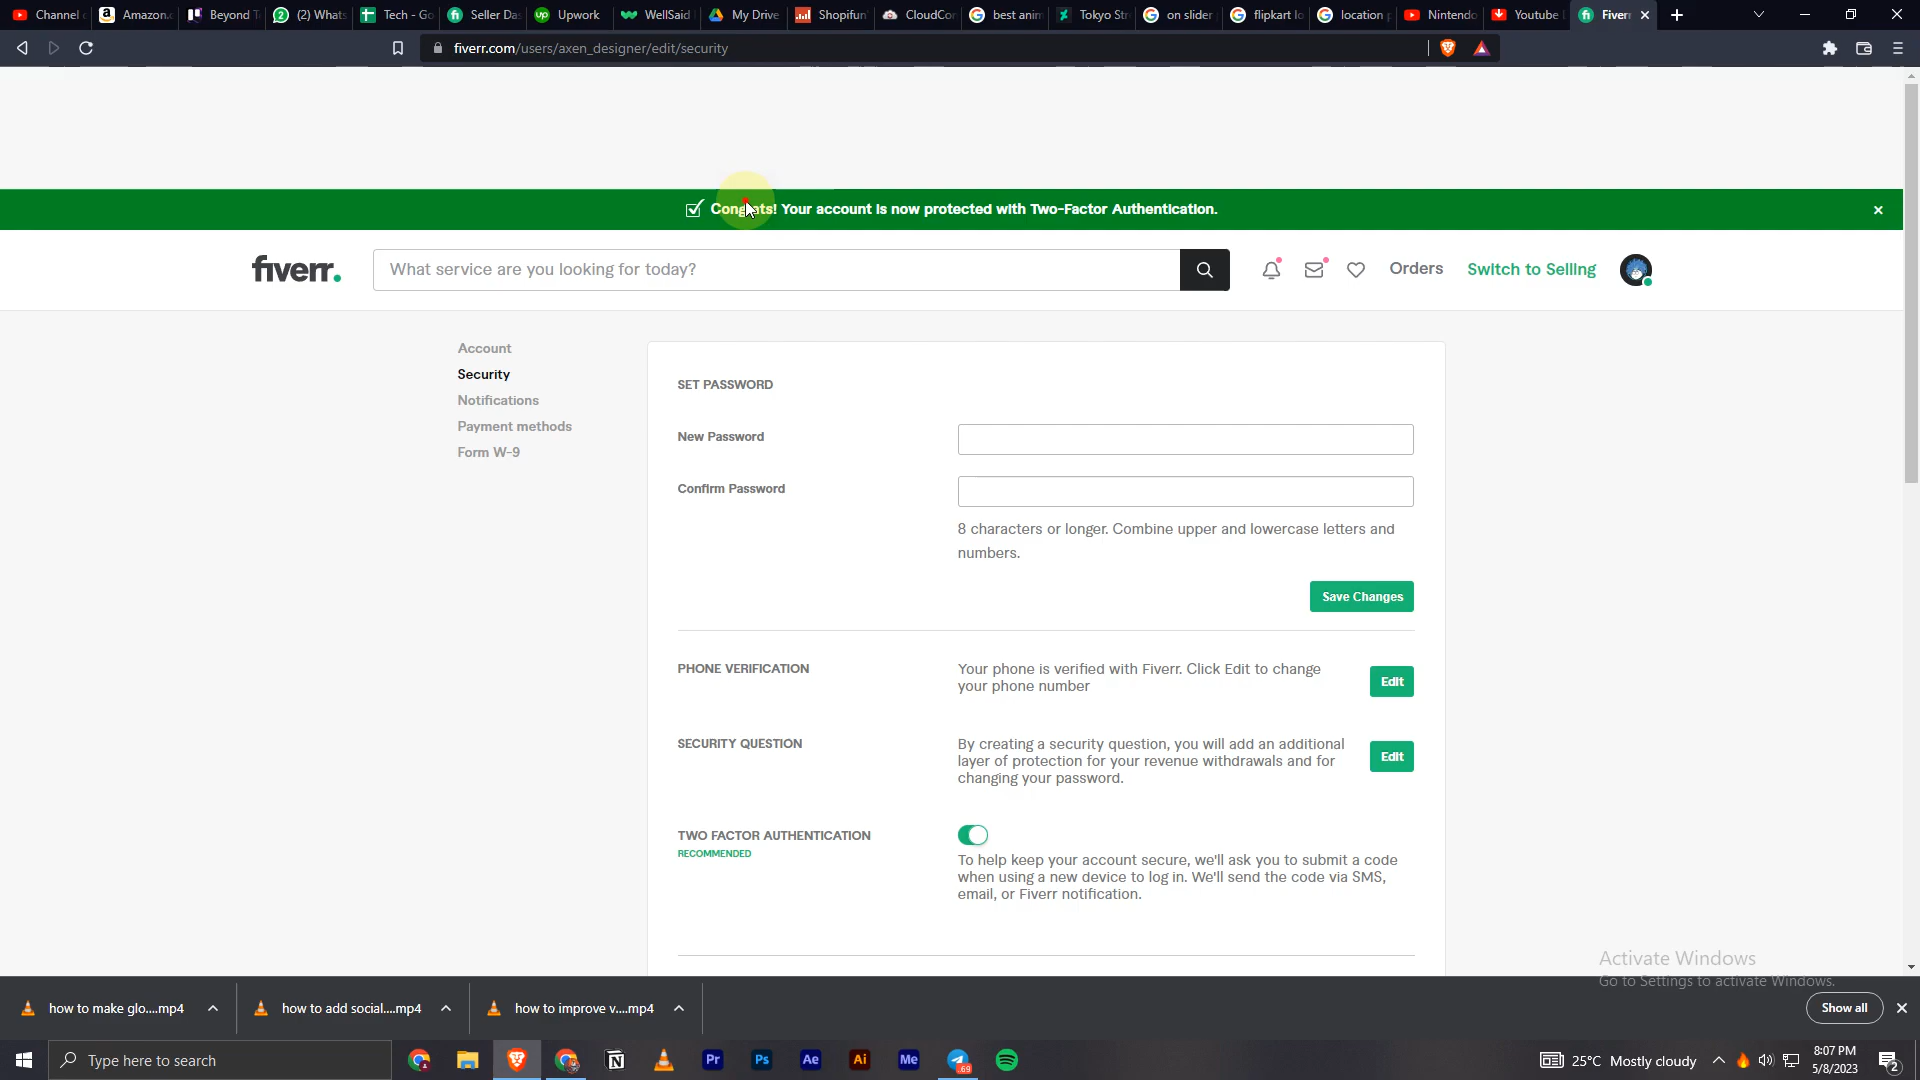 Channel
Amazon.
Beyond T
(2) Whats
Tech - Go
Seller Da
Upwork
WellSaid
My Drive
Shopifun
CloudCon
best anim
Tokyo Str
on slider
flipkart lo
location p
Nintendo
Youtube
Fiverr
fiverr.com/users/axen_designer/edit/security
Congrats! Your account is now protected with Two-Factor Authentication.
fiverr.
What service are you looking for today?
Orders
Switch to Selling
Account
Security
Notifications
Payment methods
Form W-9
SET PASSWORD
New Password
Confirm Password
8 characters or longer. Combine upper and lowercase letters and
numbers.
Save Changes
PHONE VERIFICATION
Your phone is verified with Fiverr. Click Edit to change
your phone number
Edit
SECURITY QUESTION
By creating a security question, you will add an additional
layer of protection for your revenue withdrawals and for
changing your password.
Edit
TWO FACTOR AUTHENTICATION
RECOMMENDED
To help keep your account secure, we'll ask you to submit a code
when using a new device to log in. We'll send the code via SMS,
email, or Fiverr notification.
Activate Windows
Go to Settings to activate Windows.
how to make glo....mp4
how to add social....mp4
how to improve v....mp4
Show all
Type here to search
Pr
Ps
Ae
Ai
Me
69
25°C Mostly cloudy
8:07 PM
5/8/2023
2